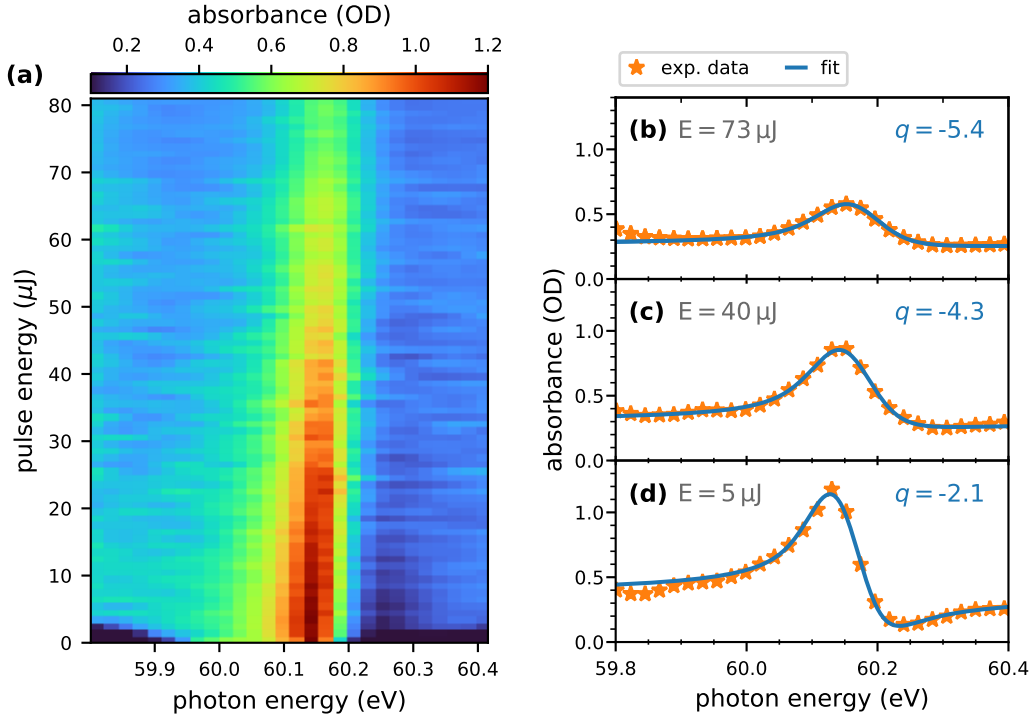 absorbance (OD)
0.2 0.4 0.6 0.8 1.0 1.2
(a)
80
70
60
50
40
30
20
10
0
pulse energy (μJ)
59.9 60.0 60.1 60.2 60.3 60.4
photon energy (eV)
exp. data fit
(b) E = 73 μJ q = -5.4
1.0
0.5
0.0
(c) E = 40 μJ q = -4.3
1.0
0.5
0.0
(d) E = 5 μJ q = -2.1
1.0
0.5
0.0
absorbance (OD)
59.8 60.0 60.2 60.4
photon energy (eV)